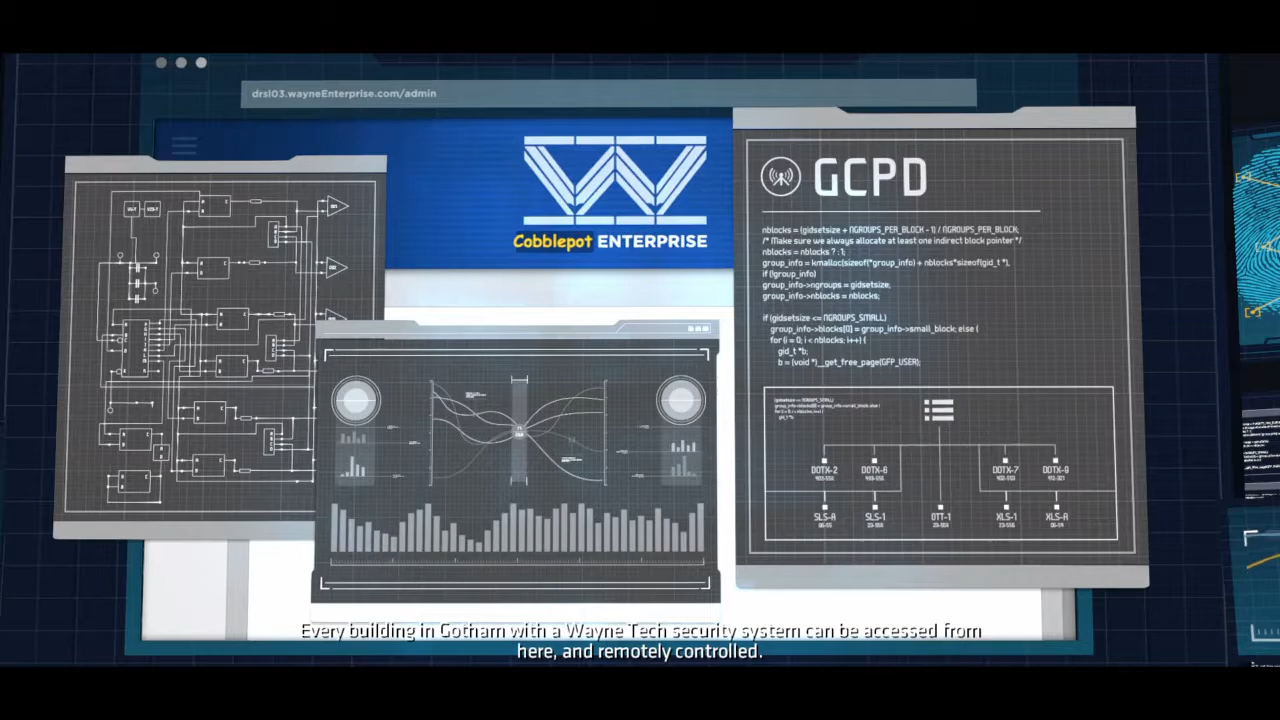 drsl03.wayneEnterprise.com/admin
Cobblepot ENTERPRISE
GCPD
nblocks = (gidsetsize + NGROUPS_PER_BLOCK - 1) / NGROUPS_PER_BLOCK;
/* Make sure we always allocate at least one indirect block pointer */
nblocks = nblocks ? : 1;
group_info = kmalloc(sizeof(*group_info) + nblocks*sizeof(gid_t *),
if (!group_info)
group_info->ngroups = gidsetsize;
group_info->nblocks = nblocks;
if (gidsetsize <= NGROUPS_SMALL)
group_info->blocks[0] = group_info->small_block; else {
for (i = 0; i < nblocks; i++) {
gid_t *b;
b = (void *)__get_free_page(GFP_USER);
DOTX-2 DOTX-6 DOTX-7 DOTX-9
SLS-A SLS-1 OTT-1 XLS-1 XLS-A
Every building in Gotham with a Wayne Tech security system can be accessed from
here, and remotely controlled.